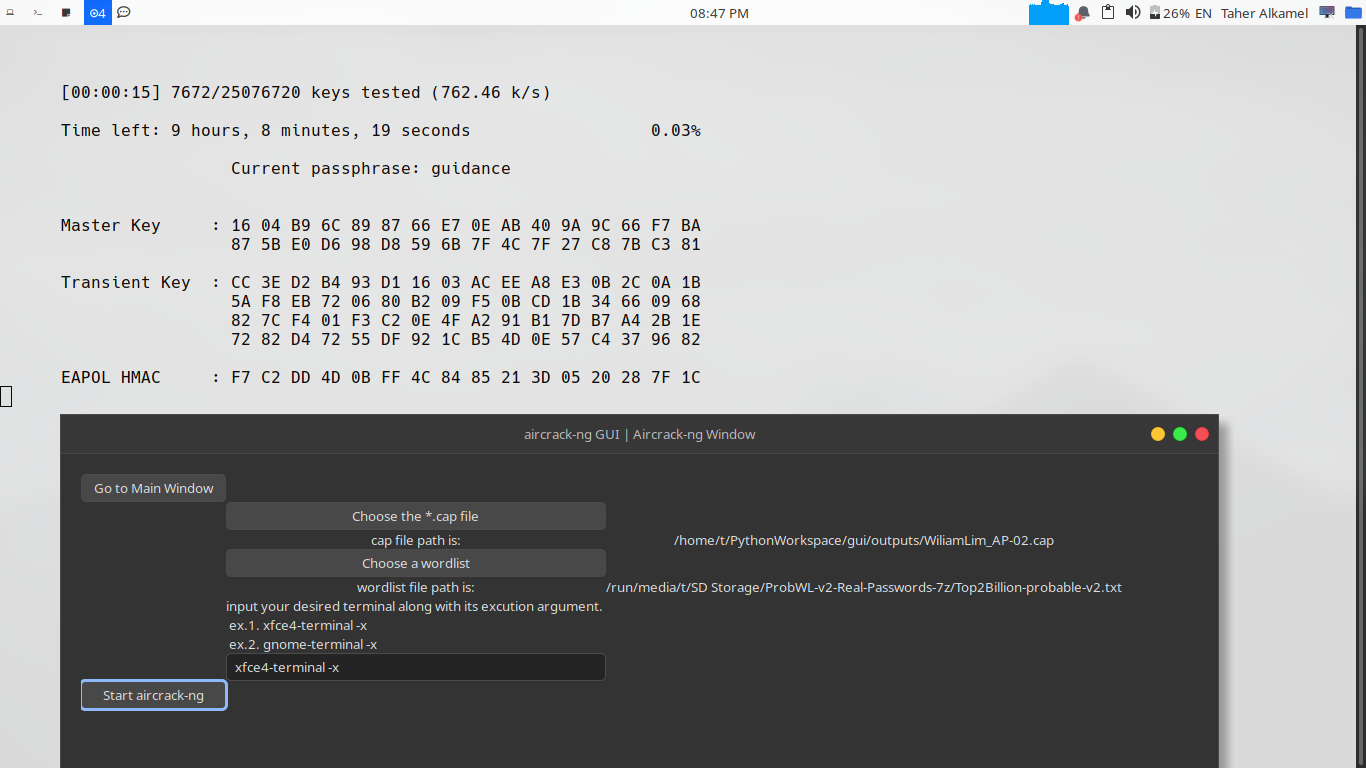 4
08:47 PM
26% EN Taher Alkamel
[00:00:15] 7672/25076720 keys tested (762.46 k/s)
Time left: 9 hours, 8 minutes, 19 seconds 0.03%
Current passphrase: guidance
Master Key : 16 04 B9 6C 89 87 66 E7 0E AB 40 9A 9C 66 F7 BA
87 5B E0 D6 98 D8 59 6B 7F 4C 7F 27 C8 7B C3 81
Transient Key : CC 3E D2 B4 93 D1 16 03 AC EE A8 E3 0B 2C 0A 1B
5A F8 EB 72 06 80 B2 09 F5 0B CD 1B 34 66 09 68
82 7C F4 01 F3 C2 0E 4F A2 91 B1 7D B7 A4 2B 1E
72 82 D4 72 55 DF 92 1C B5 4D 0E 57 C4 37 96 82
EAPOL HMAC : F7 C2 DD 4D 0B FF 4C 84 85 21 3D 05 20 28 7F 1C
aircrack-ng GUI | Aircrack-ng Window
Go to Main Window
Choose the *.cap file
cap file path is: /home/t/PythonWorkspace/gui/outputs/WiliamLim_AP-02.cap
Choose a wordlist
wordlist file path is: /run/media/t/SD Storage/ProbWL-v2-Real-Passwords-7z/Top2Billion-probable-v2.txt
input your desired terminal along with its excution argument.
ex.1. xfce4-terminal -x
ex.2. gnome-terminal -x
xfce4-terminal -x
Start aircrack-ng